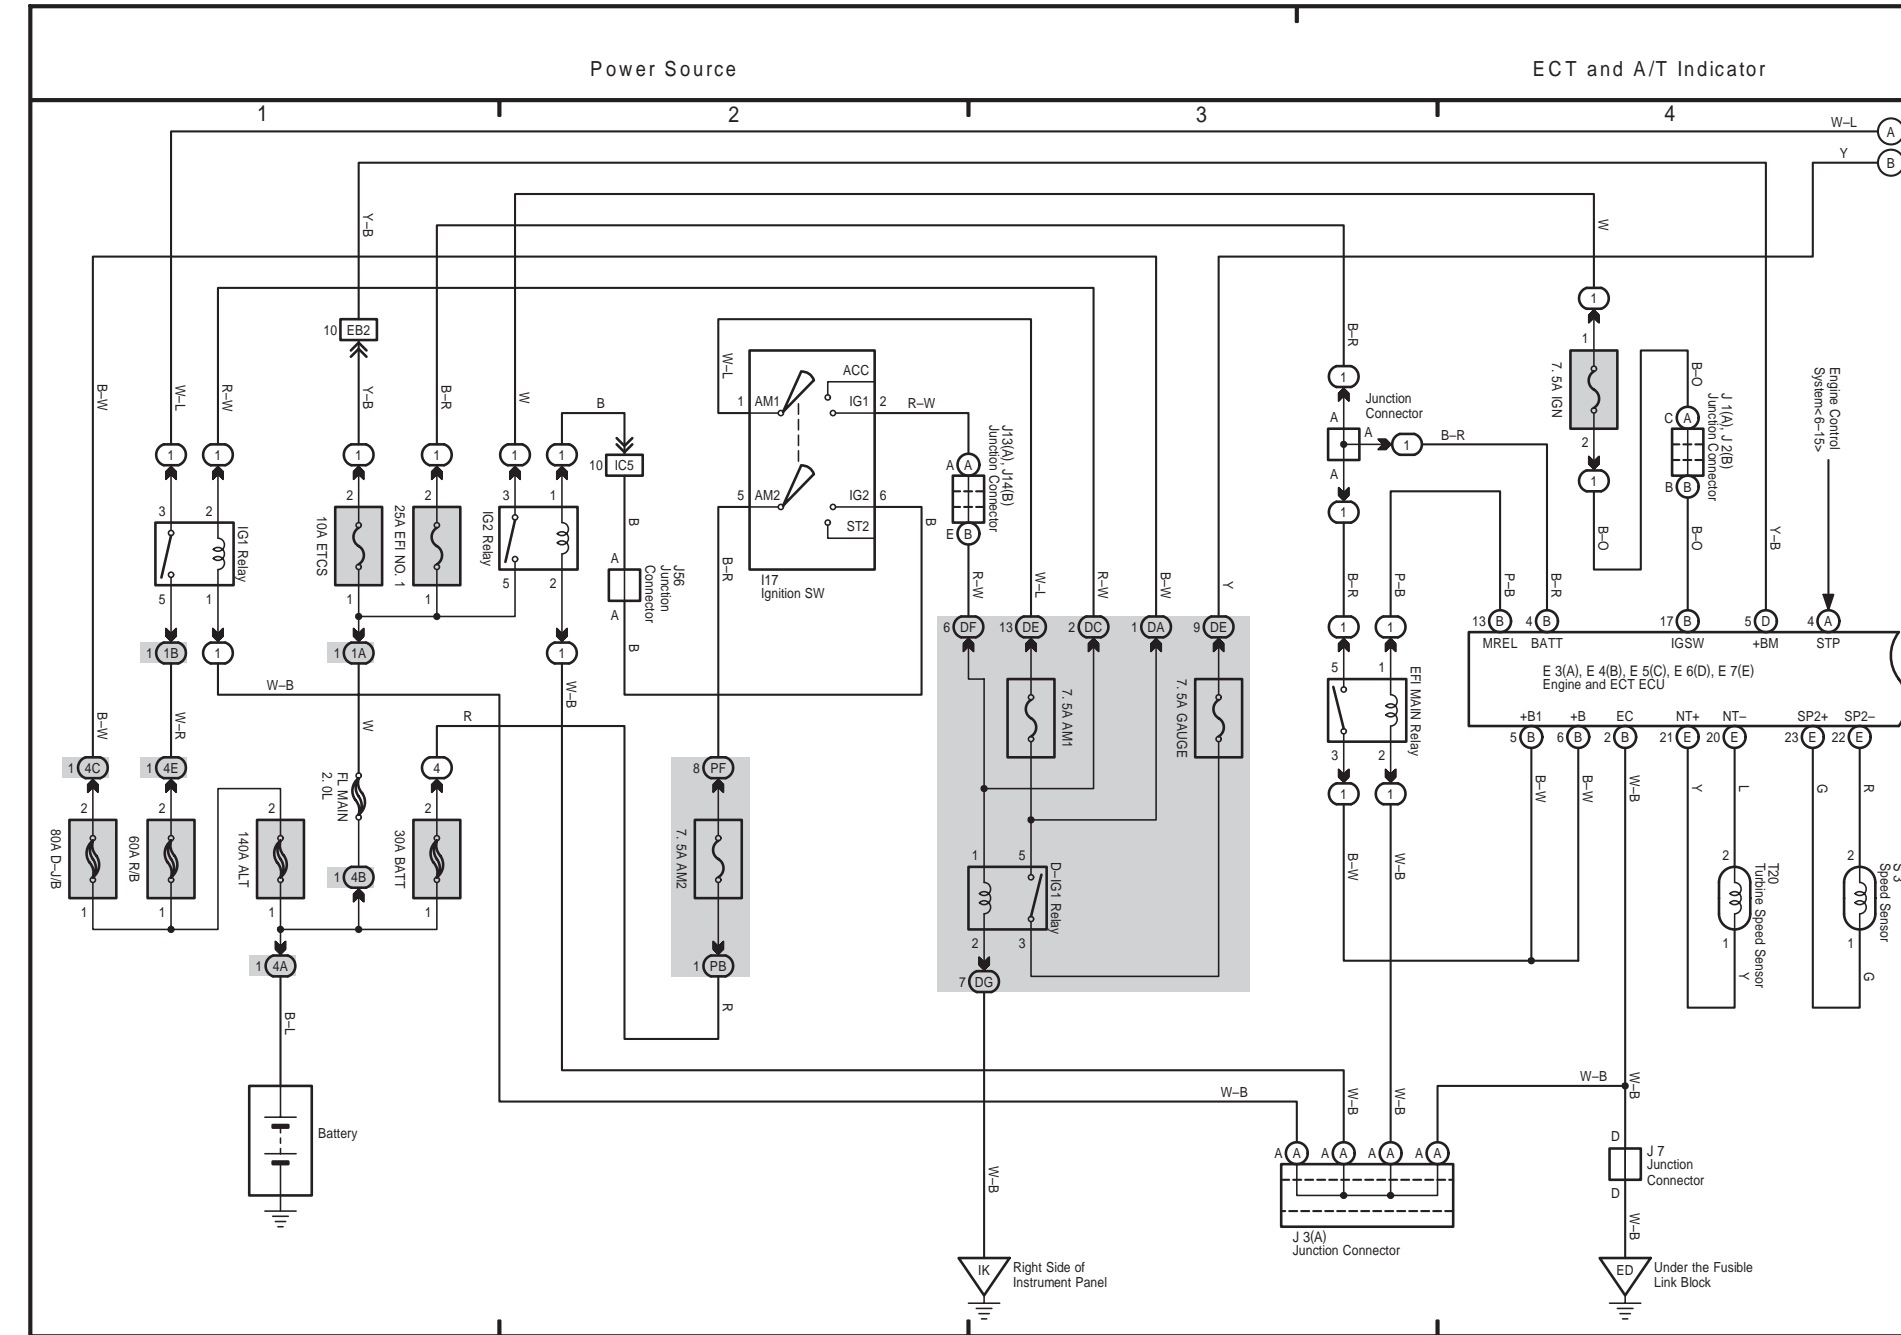 Power Source
ECT and A/T Indicator
1
2
3
4
W–L
A
Y
B
Y–B
W
10 EB2
1
B–R
B–W
W–L
R–W
Y–B
B–R
W
B
W–L
ACC
1 AM1
IG1 2
R–W
5 AM2
IG2 6
ST2
B
I17
Ignition SW
1 1 1 1 1 1
10 IC5
3 2 2 2 3 1
IG1 Relay
10A ETCS
25A EFI NO. 1
IG2 Relay
5 1 1 1 5 2
B
A
J56
Junction
Connector
A
B
B–R
A A
J13(A), J14(B)
Junction Connector
E B
1
A
Junction
Connector
A
1
B–R
A
1
1
7. 5A IGN
2
1
B–O
B–O
C A
J 1(A), J 2(B)
Junction Connector
B B
B–O
Y–B
Engine Control
System<6–15>
R–W
W–L
R–W
B–W
Y
B–R
P–B
P–B
B–R
6 DF
13 DE
2 DC
1 DA
9 DE
1 1
13 B
4 B
17 B
5 D
4 A
MREL BATT IGSW +BM STP
E 3(A), E 4(B), E 5(C), E 6(D), E 7(E)
Engine and ECT ECU
+B1 +B EC NT+ NT– SP2+ SP2–
5 B
6 B
2 B
21 E
20 E
23 E
22 E
1 1B
1
1 1A
1
W–B
W–B
B–W
W–R
W
R
7. 5A AM1
7. 5A GAUGE
5 1
EFI MAIN Relay
3 2
1 1
1 4C
1 4E
FL MAIN
2. 0L
4
8 PF
2 2 2 2
80A D–J/B
60A R/B
140A ALT
1 4B
30A BATT
7. 5A AM2
1 1 1 1
1 5
D–IG1 Relay
2 3
1 4A
1 PB
7 DG
B–W
W–B
B–W
B–W
W–B
Y
L
G
R
2
T20
Turbine Speed Sensor
1
Y
2
Speed Sensor
1
G
B–L
R
Battery
W–B
W–B
W–B
W–B
W–B
A A
A A
A A
A A
J 3(A)
Junction Connector
D
J 7
Junction
Connector
D
W–B
W–B
IK
Right Side of
Instrument Panel
ED
Under the Fusible
Link Block